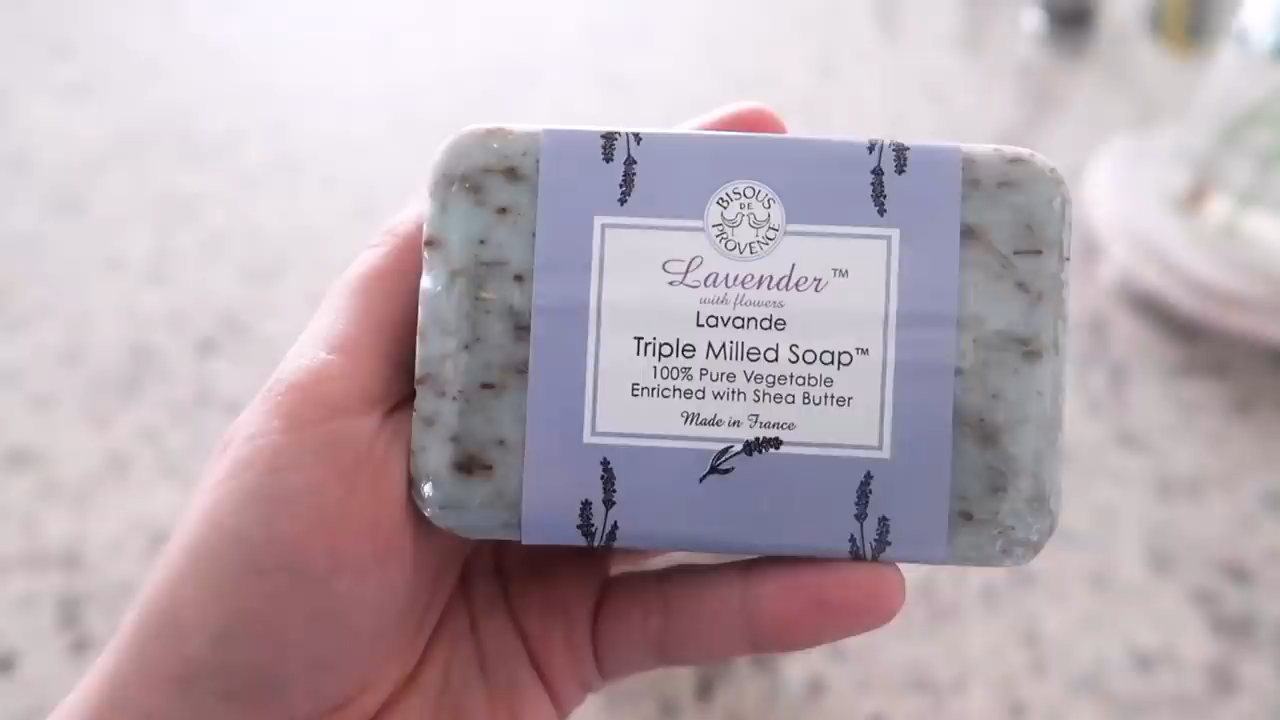 BISOUS
DE
PROVENCE
Lavender™
with flowers
Lavande
Triple Milled Soap™
100% Pure Vegetable
Enriched with Shea Butter
Made in France